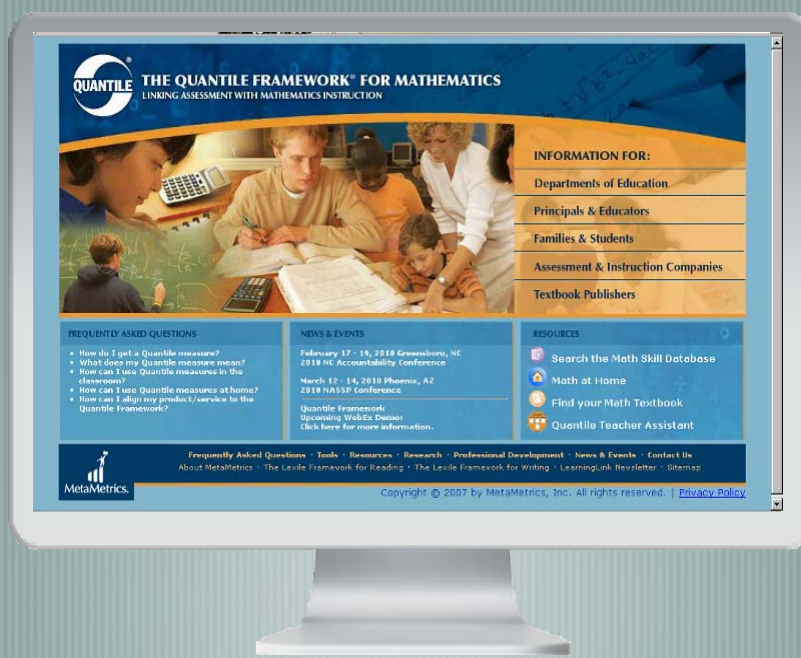 QUANTILE®
THE QUANTILE FRAMEWORK® FOR MATHEMATICS
LINKING ASSESSMENT WITH MATHEMATICS INSTRUCTION
INFORMATION FOR:
Departments of Education
Principals & Educators
Families & Students
Assessment & Instruction Companies
Textbook Publishers
FREQUENTLY ASKED QUESTIONS
• How do I get a Quantile measure?
• What does my Quantile measure mean?
• How can I use Quantile measures in the
classroom?
• How can I use Quantile measures at home?
• How can I align my product/service to the
Quantile Framework?
NEWS & EVENTS
February 17 - 19, 2010 Greensboro, NC
2010 NC Accountability Conference
March 12 - 14, 2010 Phoenix, AZ
2010 NASSP Conference
Quantile Framework
Upcoming WebEx Demo:
Click here for more information.
RESOURCES
Search the Math Skill Database
Math at Home
Find your Math Textbook
Quantile Teacher Assistant
MetaMetrics.
Frequently Asked Questions · Tools · Resources · Research · Professional Development · News & Events · Contact Us
About MetaMetrics · The Lexile Framework for Reading · The Lexile Framework for Writing · LearningLink Newsletter · Sitemap
Copyright @ 2007 by MetaMetrics, Inc. All rights reserved. | Privacy Policy